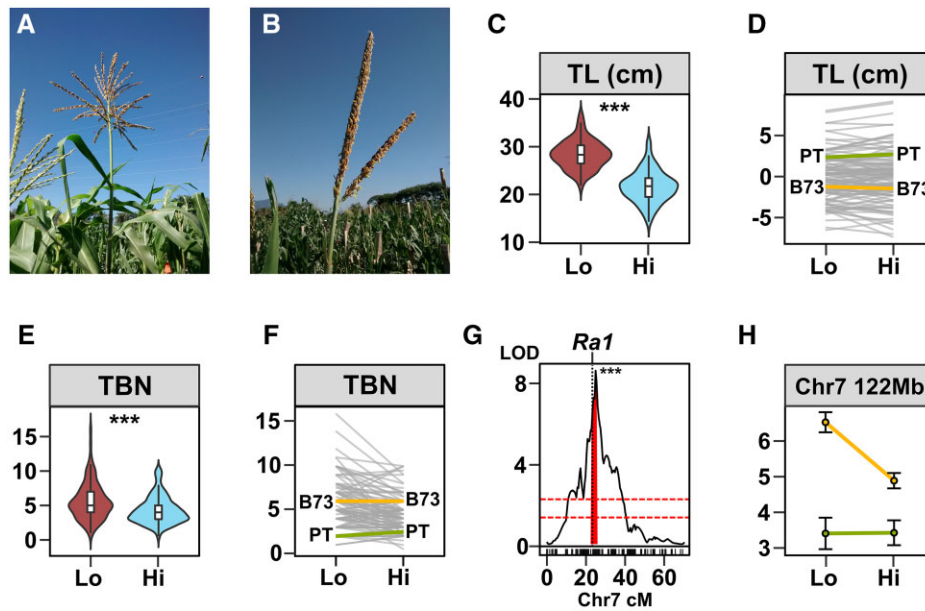 A
B
C
TL (cm)
40
***
30
20
10
Lo Hi
D
TL (cm)
5
PT PT
0
B73 B73
-5
Lo Hi
E
TBN
***
15
10
5
0
Lo Hi
F
TBN
15
10
B73 B73
5
PT PT
0
Lo Hi
G
Ra1
LOD
***
8
4
0
0 20 40 60
Chr7 cM
H
Chr7 122Mb
6
5
4
3
Lo Hi